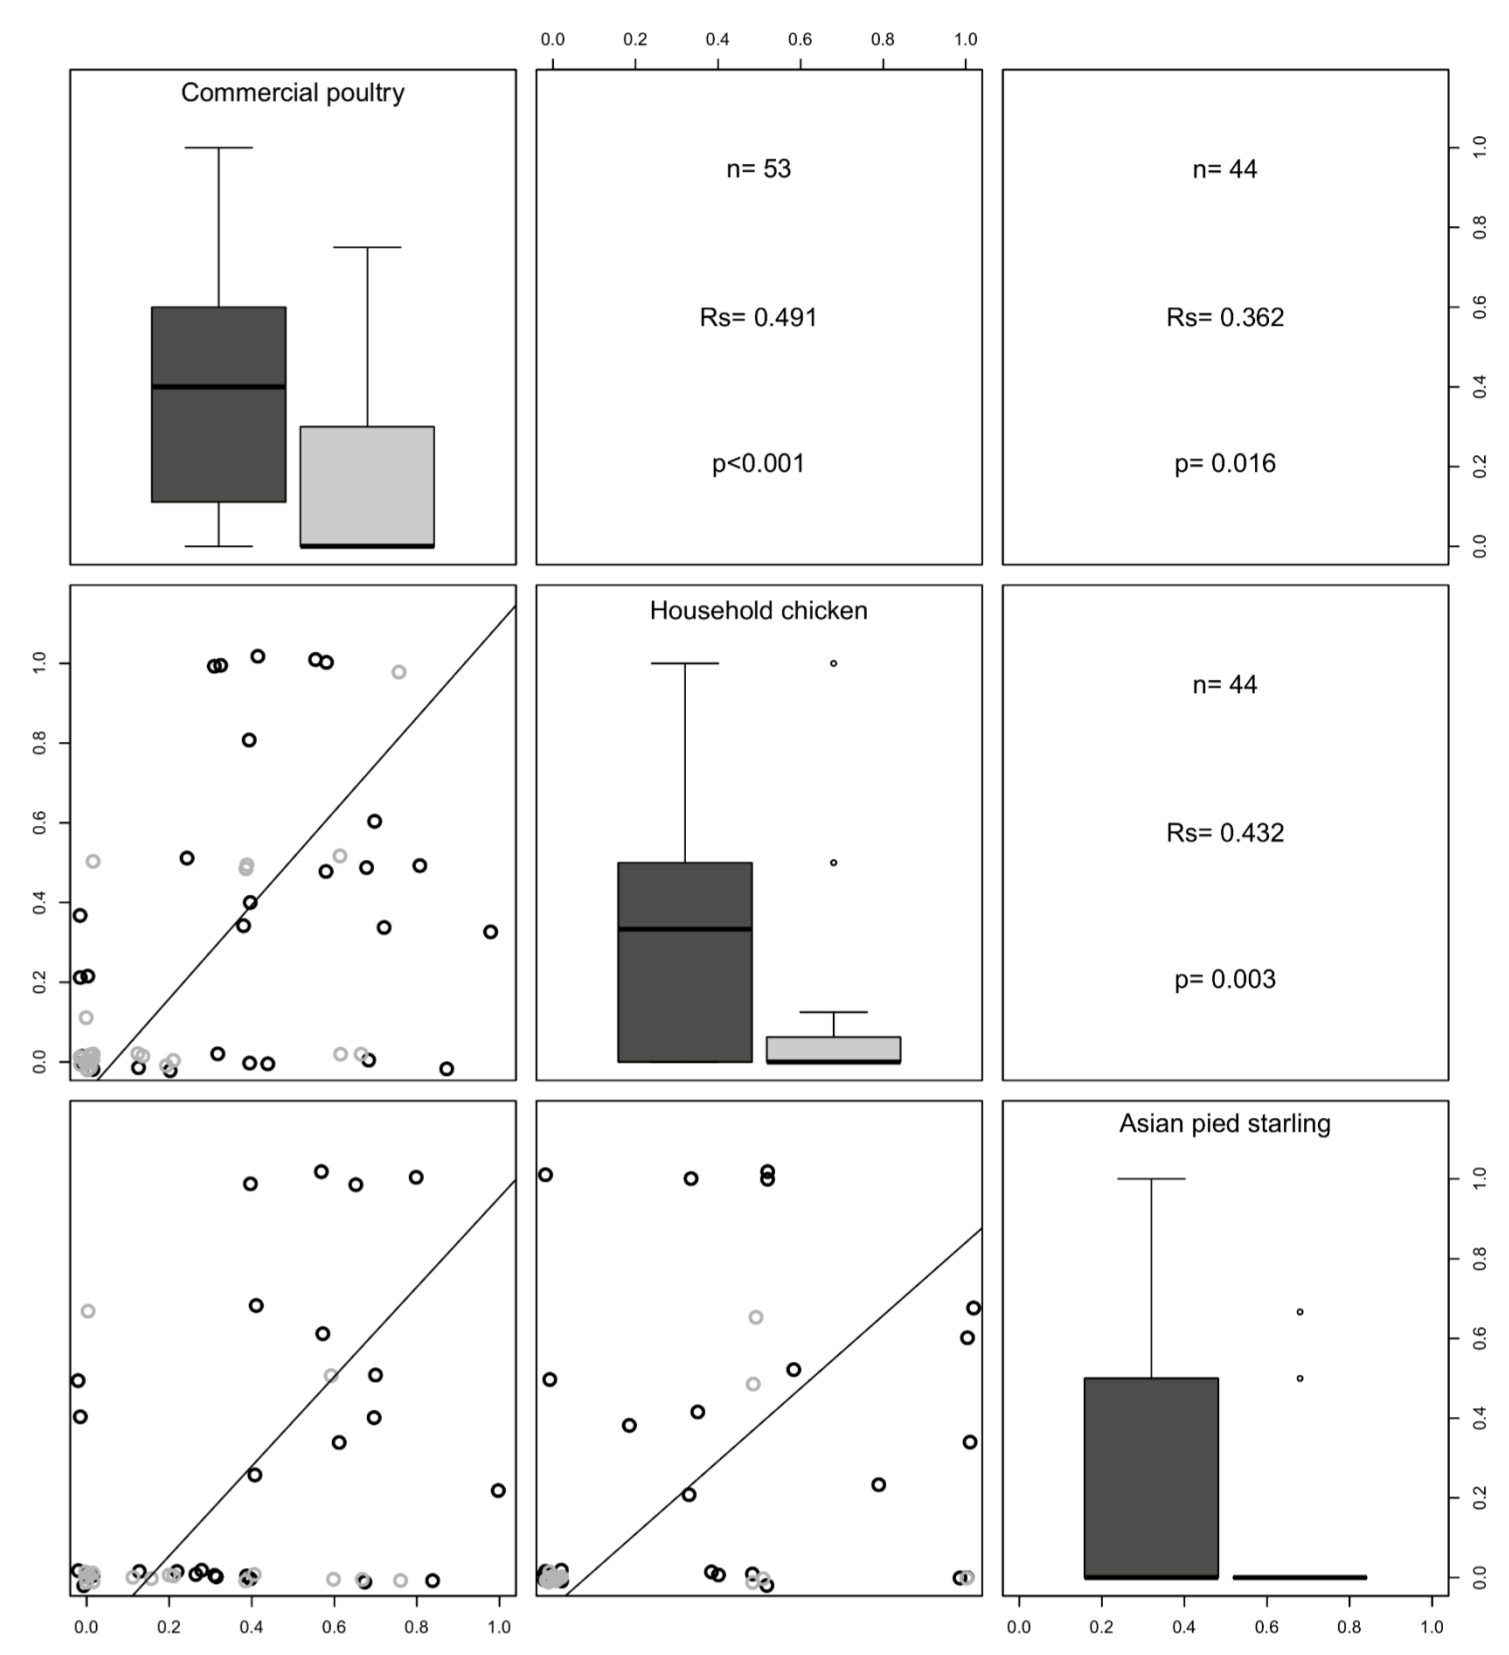 0.0 0.2 0.4 0.6 0.8 1.0
Commercial poultry
n= 53
Rs= 0.491
p<0.001
n= 44
Rs= 0.362
p= 0.016
1.0
0.8
0.6
0.4
0.2
0.0
1.0
0.8
0.6
0.4
0.2
0.0
Household chicken
n= 44
Rs= 0.432
p= 0.003
Asian pied starling
1.0
0.8
0.6
0.4
0.2
0.0
0.0 0.2 0.4 0.6 0.8 1.0
0.0 0.2 0.4 0.6 0.8 1.0